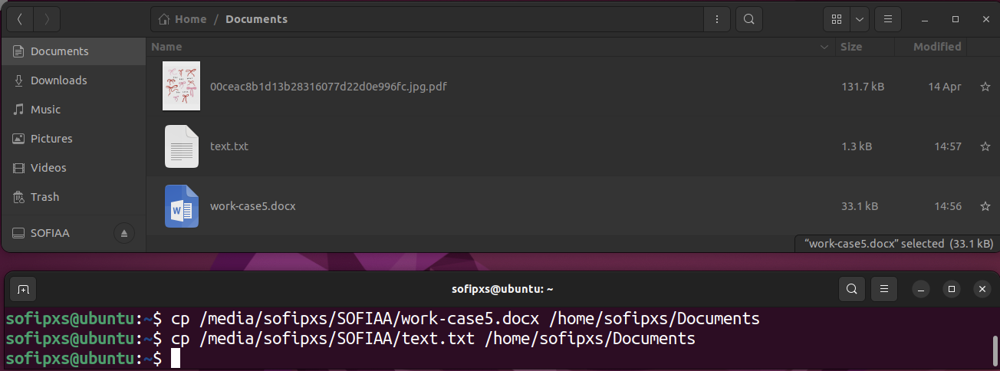 Home / Documents
Name Size Modified
Documents
Downloads
Music
Pictures
Videos
Trash
SOFIAA
00ceac8b1d13b28316077d22d0e996fc.jpg.pdf 131.7 kB 14 Apr
text.txt 1.3 kB 14:57
W
work-case5.docx 33.1 kB 14:56
“work-case5.docx” selected (33.1 kB)
sofipxs@ubuntu: ~
sofipxs@ubuntu:~$ cp /media/sofipxs/SOFIAA/work-case5.docx /home/sofipxs/Documents
sofipxs@ubuntu:~$ cp /media/sofipxs/SOFIAA/text.txt /home/sofipxs/Documents
sofipxs@ubuntu:~$